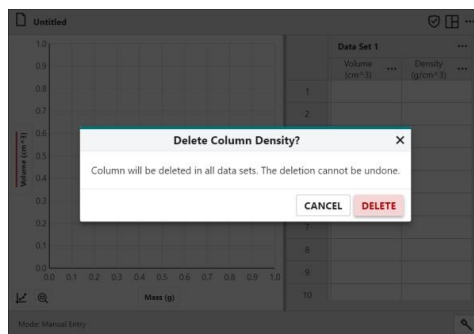 Untitled
Data Set 1
Volume (cm^3)
Density (g/cm^3)
1.0
0.9
0.8
0.7
0.6
0.5
0.4
0.3
0.2
0.1
0.0
Volume (cm^3)
0.0 0.1 0.2 0.3 0.4 0.5 0.6 0.7 0.8 0.9 1.0
Mass (g)
1
2
7
8
9
10
Delete Column Density?
Column will be deleted in all data sets. The deletion cannot be undone.
CANCEL DELETE
Mode: Manual Entry